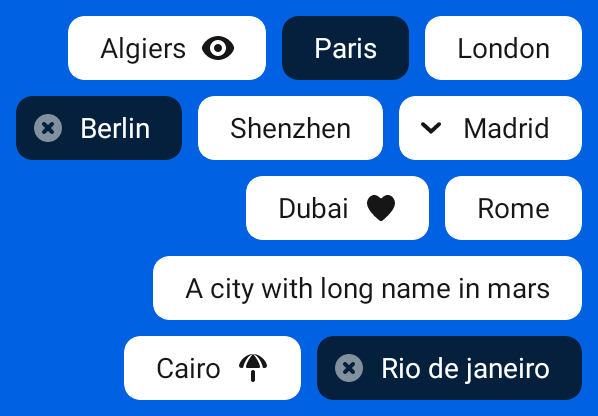 Algiers Paris London
Berlin Shenzhen Madrid
Dubai Rome
A city with long name in mars
Cairo Rio de janeiro